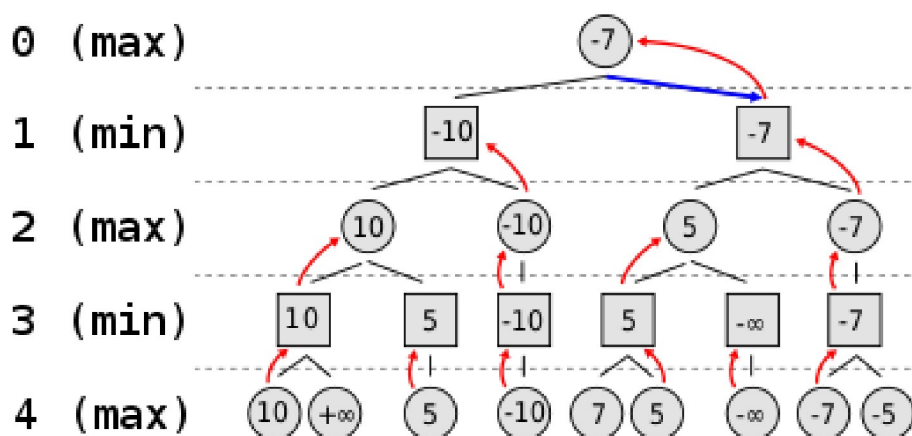 0 (max) -7
1 (min) -10 -7
2 (max) 10 -10 5 -7
3 (min) 10 5 -10 5 -∞ -7
4 (max) 10 +∞ 5 -10 7 5 -∞ -7 -5